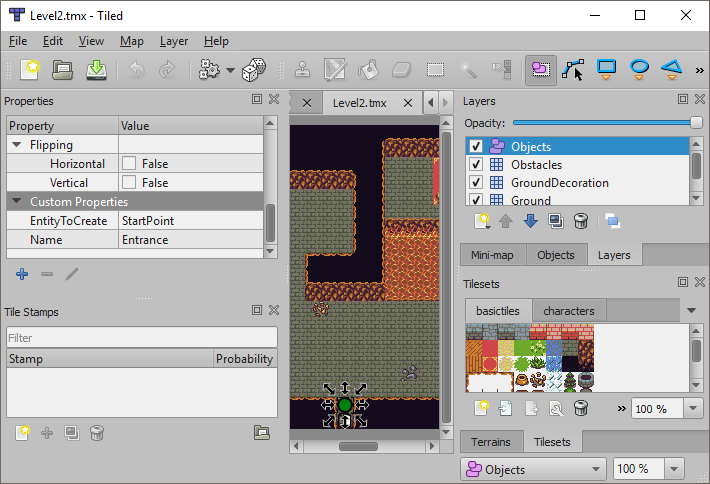 Level2.tmx - Tiled
File Edit View Map Layer Help
Properties
Property Value
Flipping
Horizontal False
Vertical False
Custom Properties
EntityToCreate StartPoint
Name Entrance
Tile Stamps
Filter
Stamp Probability
Level2.tmx
Layers
Opacity:
Objects
Obstacles
GroundDecoration
Ground
Mini-map Objects Layers
Tilesets
basictiles characters
» 100 %
Terrains Tilesets
Objects 100 %